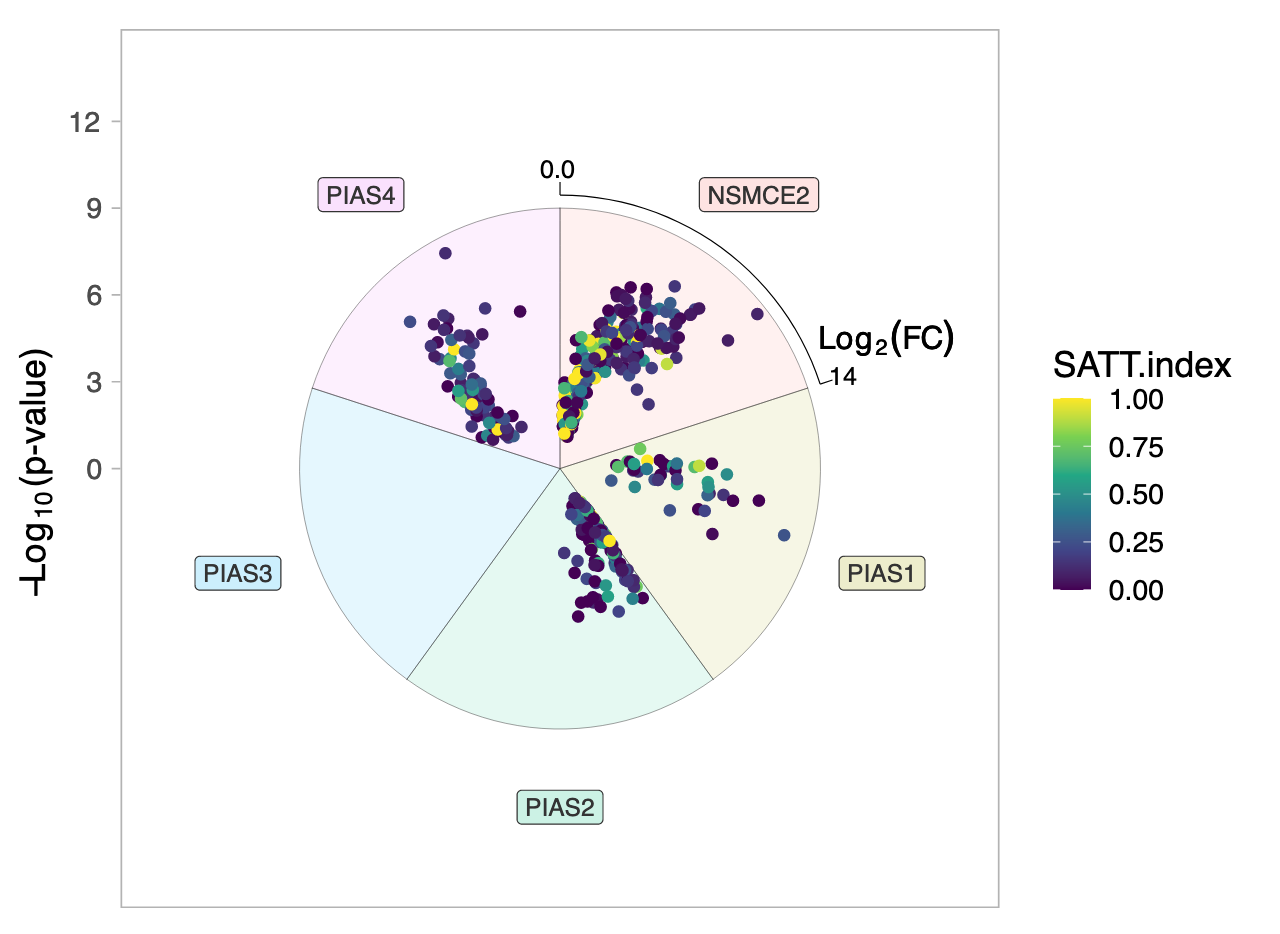 0.0
PIAS4
NSMCE2
12
9
6
3
0
-Log10(p-value)
Log2(FC)
14
PIAS3
PIAS1
PIAS2
SATT.index
1.00
0.75
0.50
0.25
0.00